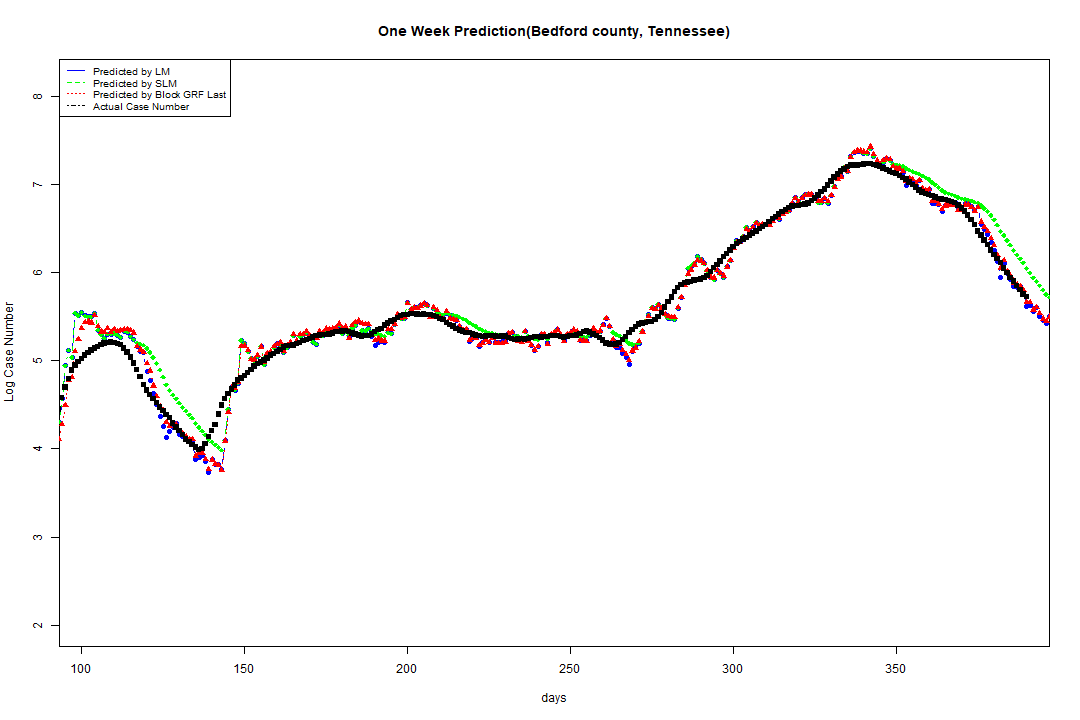 One Week Prediction(Bedford county, Tennessee)
Predicted by LM
Predicted by SLM
Predicted by Block GRF Last
Actual Case Number
Log Case Number
8
7
6
5
4
3
2
100 150 200 250 300 350
days